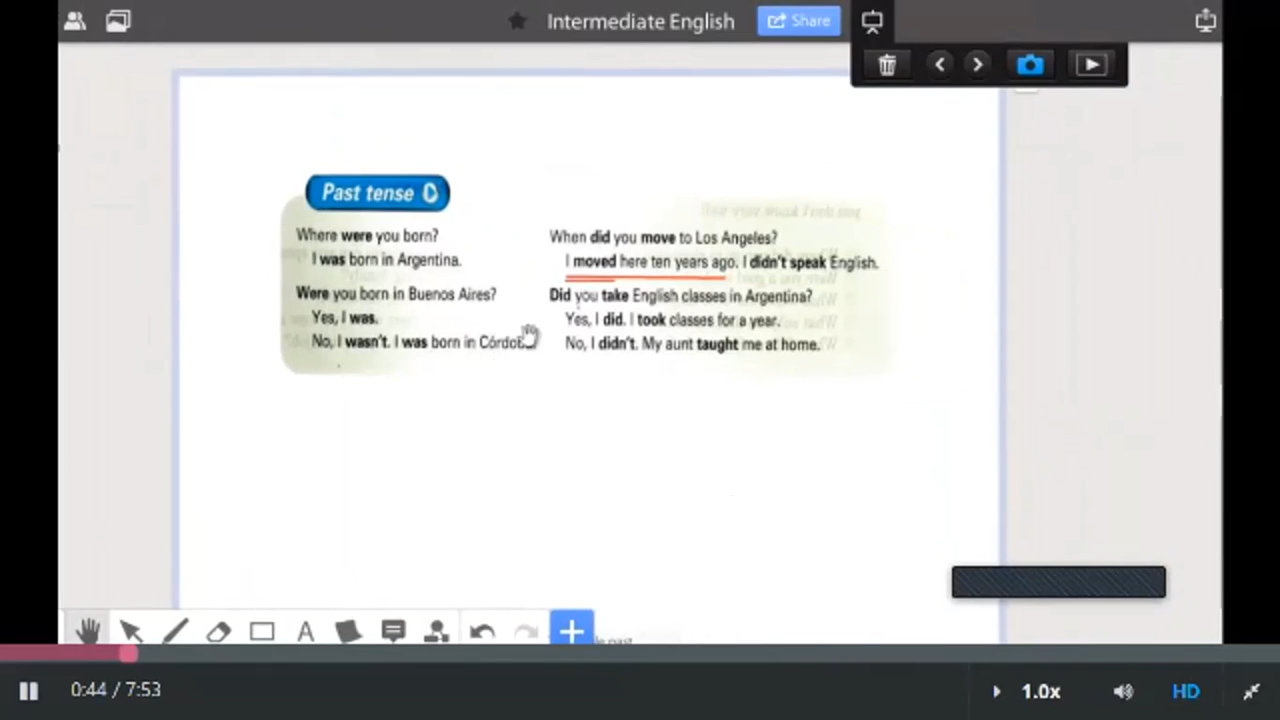 Intermediate English
Share
Past tense
Where were you born?
I was born in Argentina.
Were you born in Buenos Aires?
Yes, I was.
No, I wasn't. I was born in
When did you move to Los Angeles?
I moved here ten years ago. I didn't speak English.
Did you take English classes in Argentina?
Yes, I did. I took classes for a year.
No, I didn't. My aunt taught me at home.
A
past
0:44 / 7:53
1.0x
HD